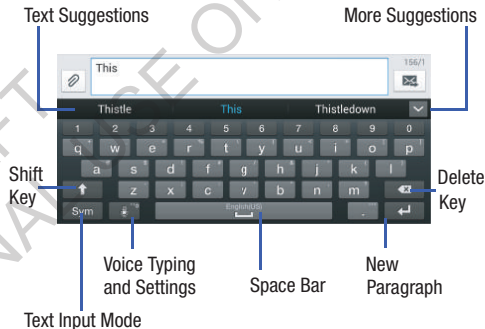 Text Suggestions More Suggestions
This
156/1
Thistle This Thistledown
1 2 3 4 5 6 7 8 9 0
q w e r t y u i o p
a s d f g h j k l
Shift
Key
z x c v b n m
Delete
Key
Sym English(US) .
Voice Typing
and Settings
Space Bar
New
Paragraph
Text Input Mode